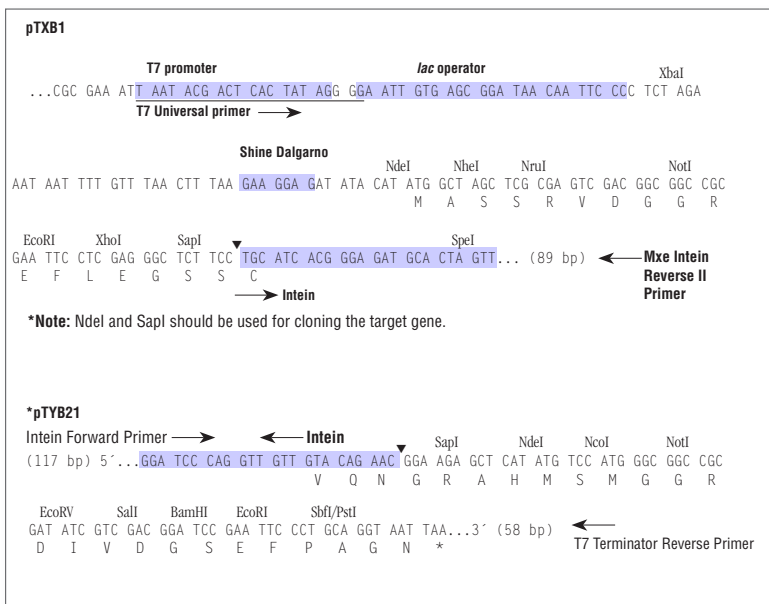 pTXB1
T7 promoter lac operator
XbaI
...CGC GAA ATT AAT ACG ACT CAC TAT AGG GGA ATT GTG AGC GGA TAA CAA TTC CCC TCT AGA
T7 Universal primer
Shine Dalgarno
NdeI NheI NruI NotI
AAT AAT TTT GTT TAA CTT TAA GAA GGA GAT ATA CAT ATG GCT AGC TCG CGA GTC GAC GGC GGC CGC
M A S S R V D G G R
EcoRI XhoI SapI SpeI
GAA TTC CTC GAG GGC TCT TCC TGC ATC ACG GGA GAT GCA CTA GTT... (89 bp) Mxe Intein
E F L E G S S C Reverse II
Intein Primer
*Note: NdeI and SapI should be used for cloning the target gene.
*pTYB21
Intein Forward Primer Intein SapI NdeI NcoI NotI
(117 bp) 5´...GGA TCC CAG GTT GTT GTA CAG AAC GGA AGA GCT CAT ATG TCC ATG GGC GGC CGC
V Q N G R A H M S M G G R
EcoRV SalI BamHI EcoRI SbfI/PstI
GAT ATC GTC GAC GGA TCC GAA TTC CCT GCA GGT AAT TAA...3´ (58 bp)
D I V D G S E F P A G N * T7 Terminator Reverse Primer